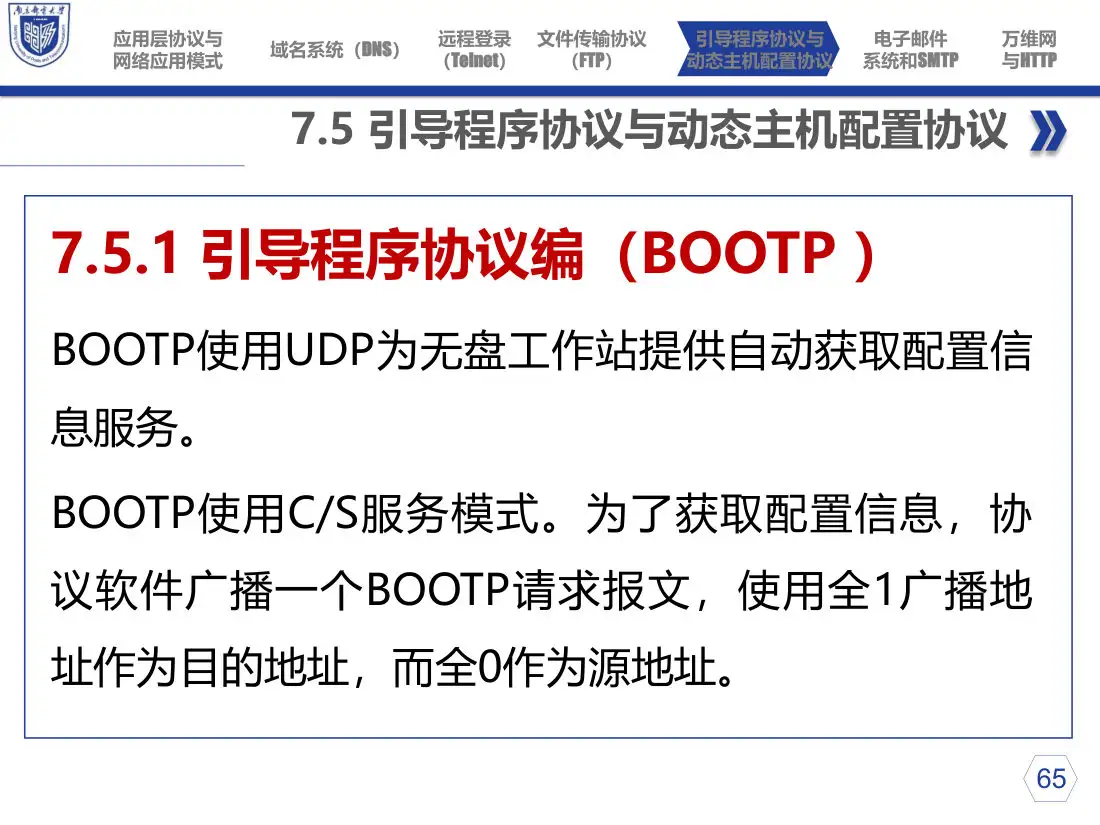 应用层协议与
网络应用模式
域名系统（DNS）
远程登录
（Telnet）
文件传输协议
（FTP）
引导程序协议与
动态主机配置协议
电子邮件
系统和SMTP
万维网
与HTTP
7.5 引导程序协议与动态主机配置协议
7.5.1 引导程序协议编（BOOTP ）
BOOTP使用UDP为无盘工作站提供自动获取配置信
息服务。
BOOTP使用C/S服务模式。为了获取配置信息，协
议软件广播一个BOOTP请求报文，使用全1广播地
址作为目的地址，而全0作为源地址。
65